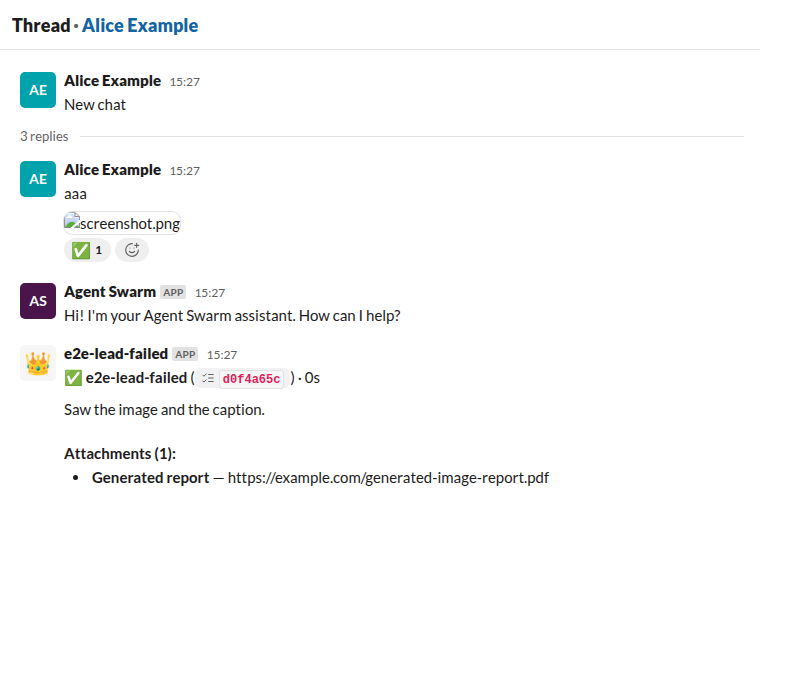 Thread · Alice Example
AE
Alice Example 15:27
New chat
3 replies
AE
Alice Example 15:27
aaa
screenshot.png
✅ 1
AS
Agent Swarm APP 15:27
Hi! I'm your Agent Swarm assistant. How can I help?
e2e-lead-failed APP 15:27
✅ e2e-lead-failed ( d0f4a65c ) · 0s
Saw the image and the caption.
Attachments (1):
• Generated report — https://example.com/generated-image-report.pdf